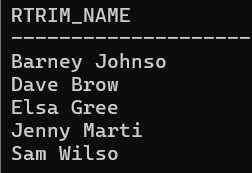 RTRIM_NAME
--------------------
Barney Johnso
Dave Brow
Elsa Gree
Jenny Marti
Sam Wilso